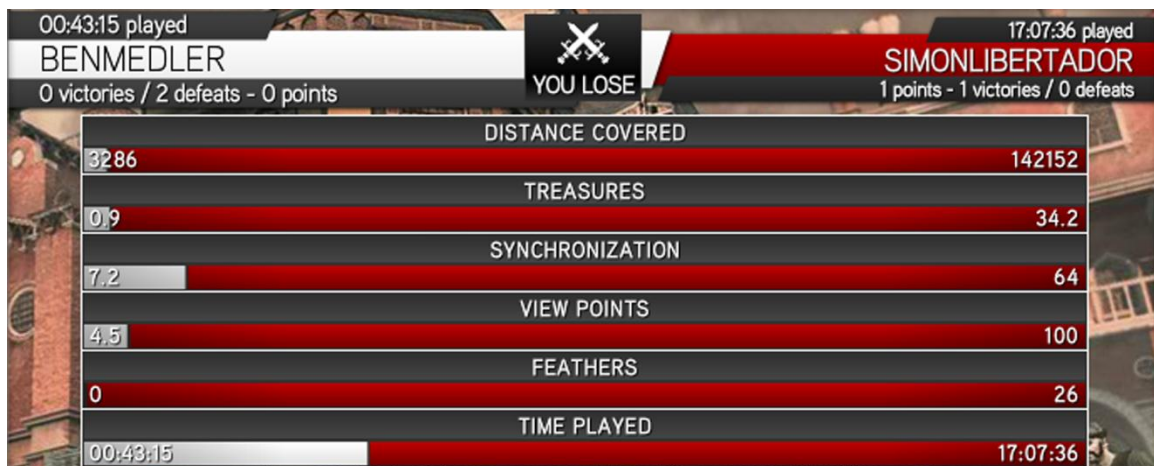 00:43:15 played
BENMEDLER
0 victories / 2 defeats - 0 points
YOU LOSE
17:07:36 played
SIMONLIBERTADOR
1 points - 1 victories / 0 defeats
DISTANCE COVERED
3286 142152
TREASURES
0.9 34.2
SYNCHRONIZATION
7.2 64
VIEW POINTS
4.5 100
FEATHERS
0 26
TIME PLAYED
00:43:15 17:07:36